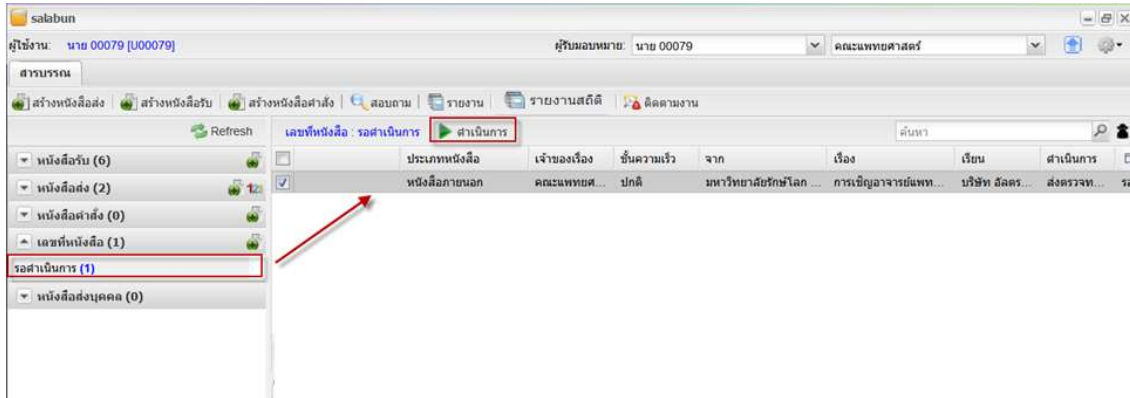 salabun
ผู้ใช้งาน: นาย 00079 [U00079] ผู้รับมอบหมาย: นาย 00079 คณะแพทยศาสตร์
สารบรรณ
สร้างหนังสือส่ง สร้างหนังสือรับ สร้างหนังสือคำสั่ง สอบถาม รายงาน รายงานสถิติ ติดตามงาน
Refresh เลขที่หนังสือ : รอดำเนินการ ดำเนินการ ค้นหา
หนังสือรับ (6) ประเภทหนังสือ เจ้าของเรื่อง ชั้นความเร็ว จาก เรื่อง เรียน ดำเนินการ
หนังสือส่ง (2) 123 หนังสือภายนอก คณะแพทยศ... ปกติ มหาวิทยาลัยรักษ์โลก ... การเชิญอาจารย์แพท... บริษัท อัลตร... ส่งตรวจท...
หนังสือคำสั่ง (0)
เลขที่หนังสือ (1)
รอดำเนินการ (1)
หนังสือส่งบุคคล (0)